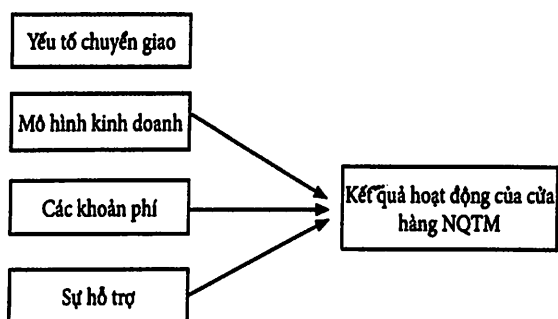 Yếu tố chuyển giao
Mô hình kinh doanh
Các khoản phí
Sự hỗ trợ
Kết quả hoạt động của cửa
hàng NQTM